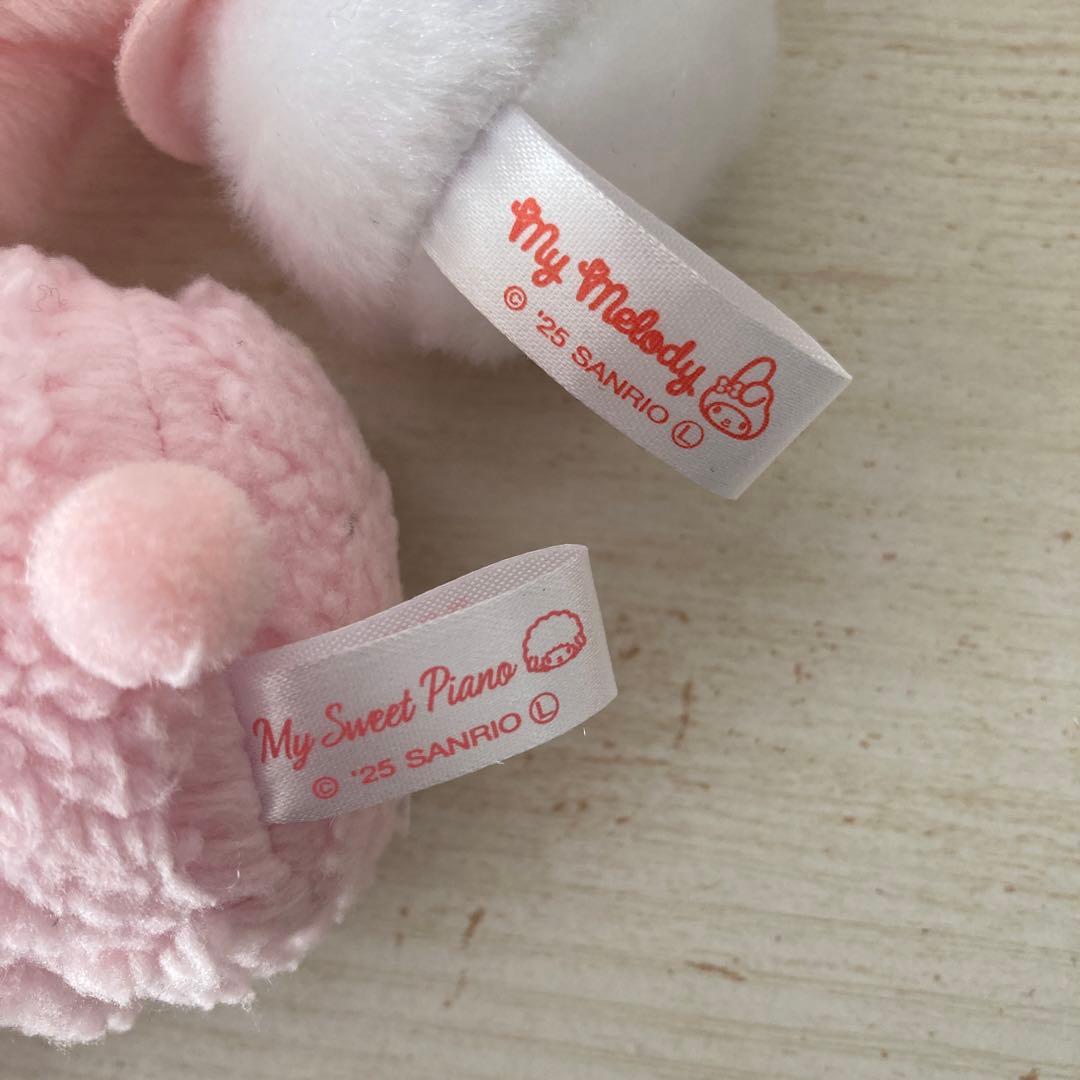 My Melody
© '25 SANRIO Ⓛ
My Sweet Piano
© '25 SANRIO Ⓛ